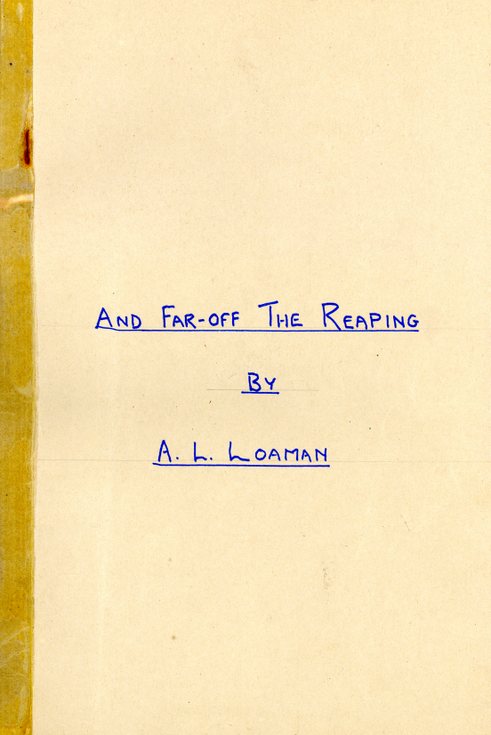 And Far-off The Reaping
By
A. L. Loaman